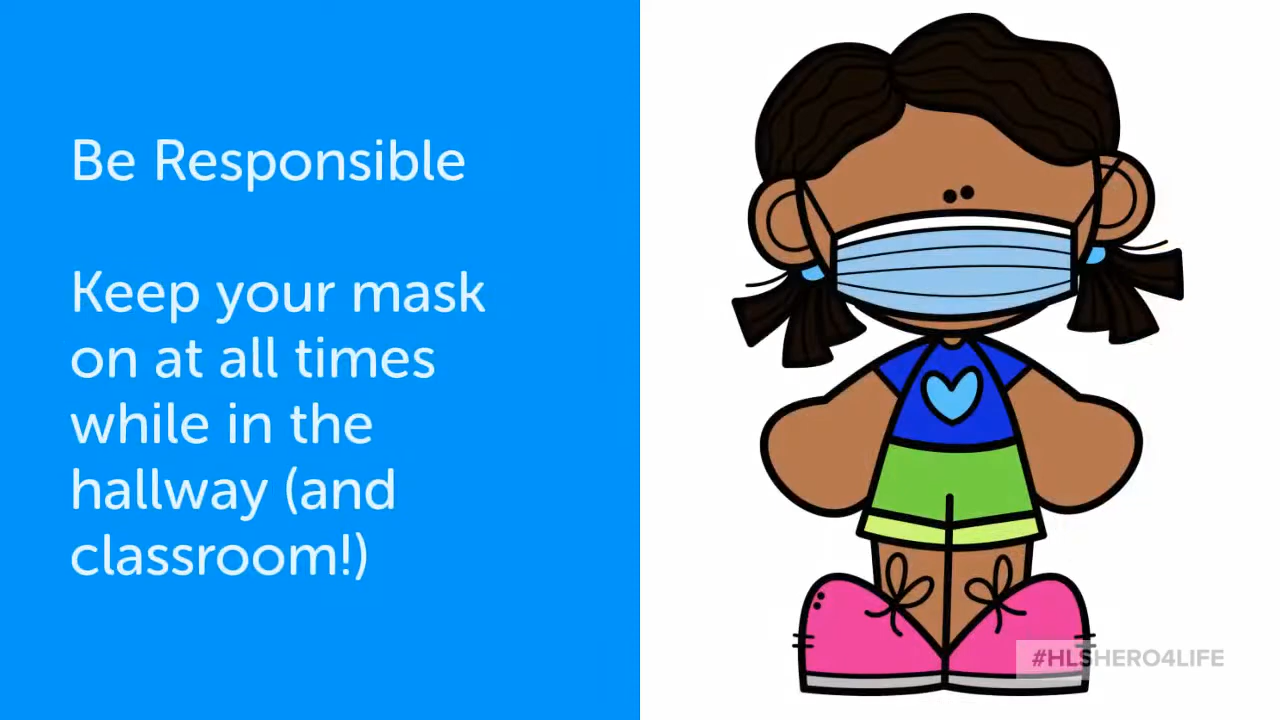 Be Responsible
Keep your mask
on at all times
while in the
hallway (and
classroom!)
#HLSHERO4LIFE